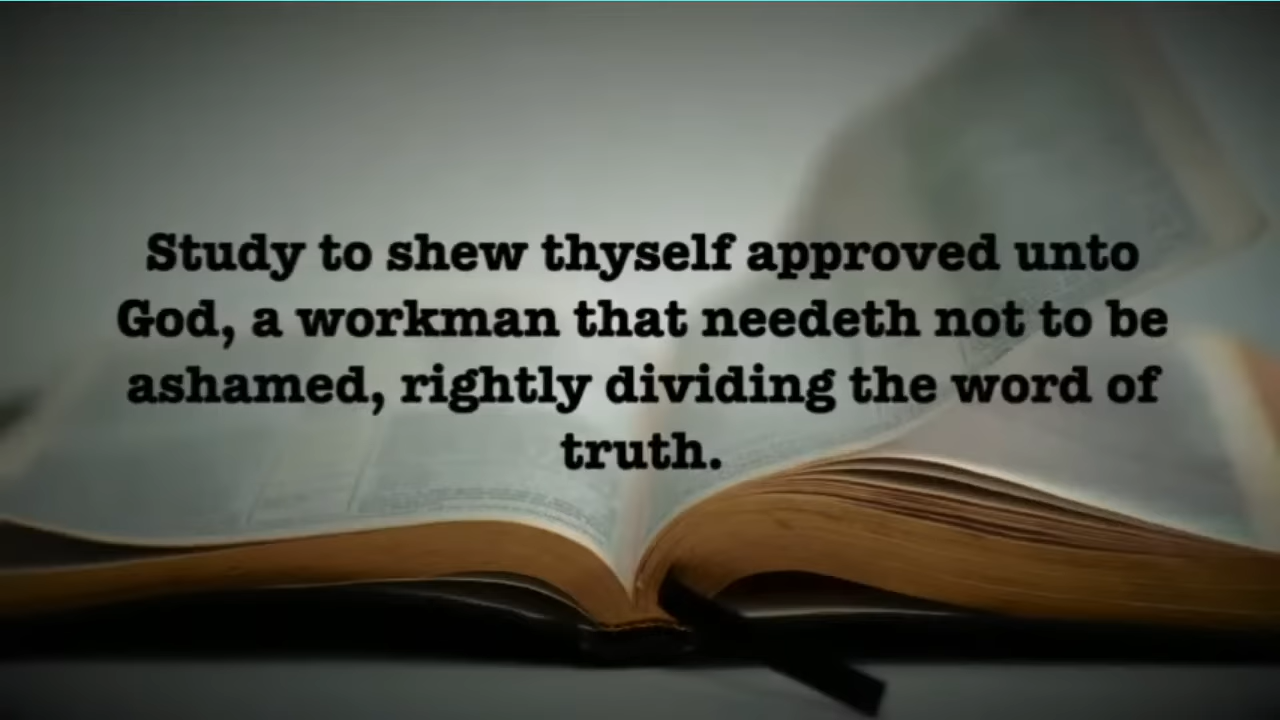 Study to shew thyself approved unto
God, a workman that needeth not to be
ashamed, rightly dividing the word of
truth.